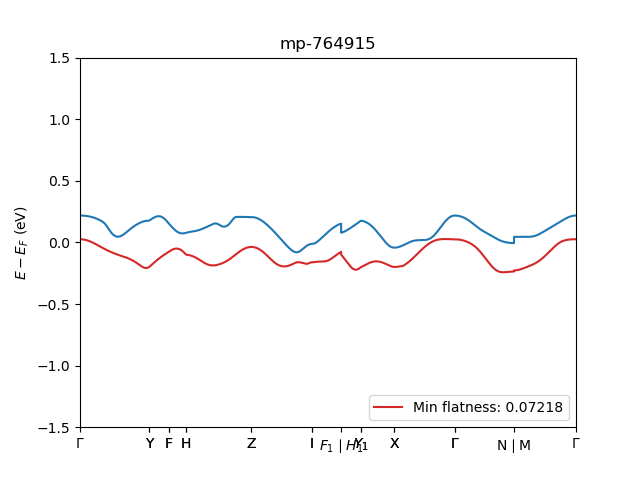 mp-764915
E − E_F (eV)
1.5
1.0
0.5
0.0
−0.5
−1.0
−1.5
Min flatness: 0.07218
Γ Y F H Z I F₁ | H₁ Y₁ X Γ N | M Γ